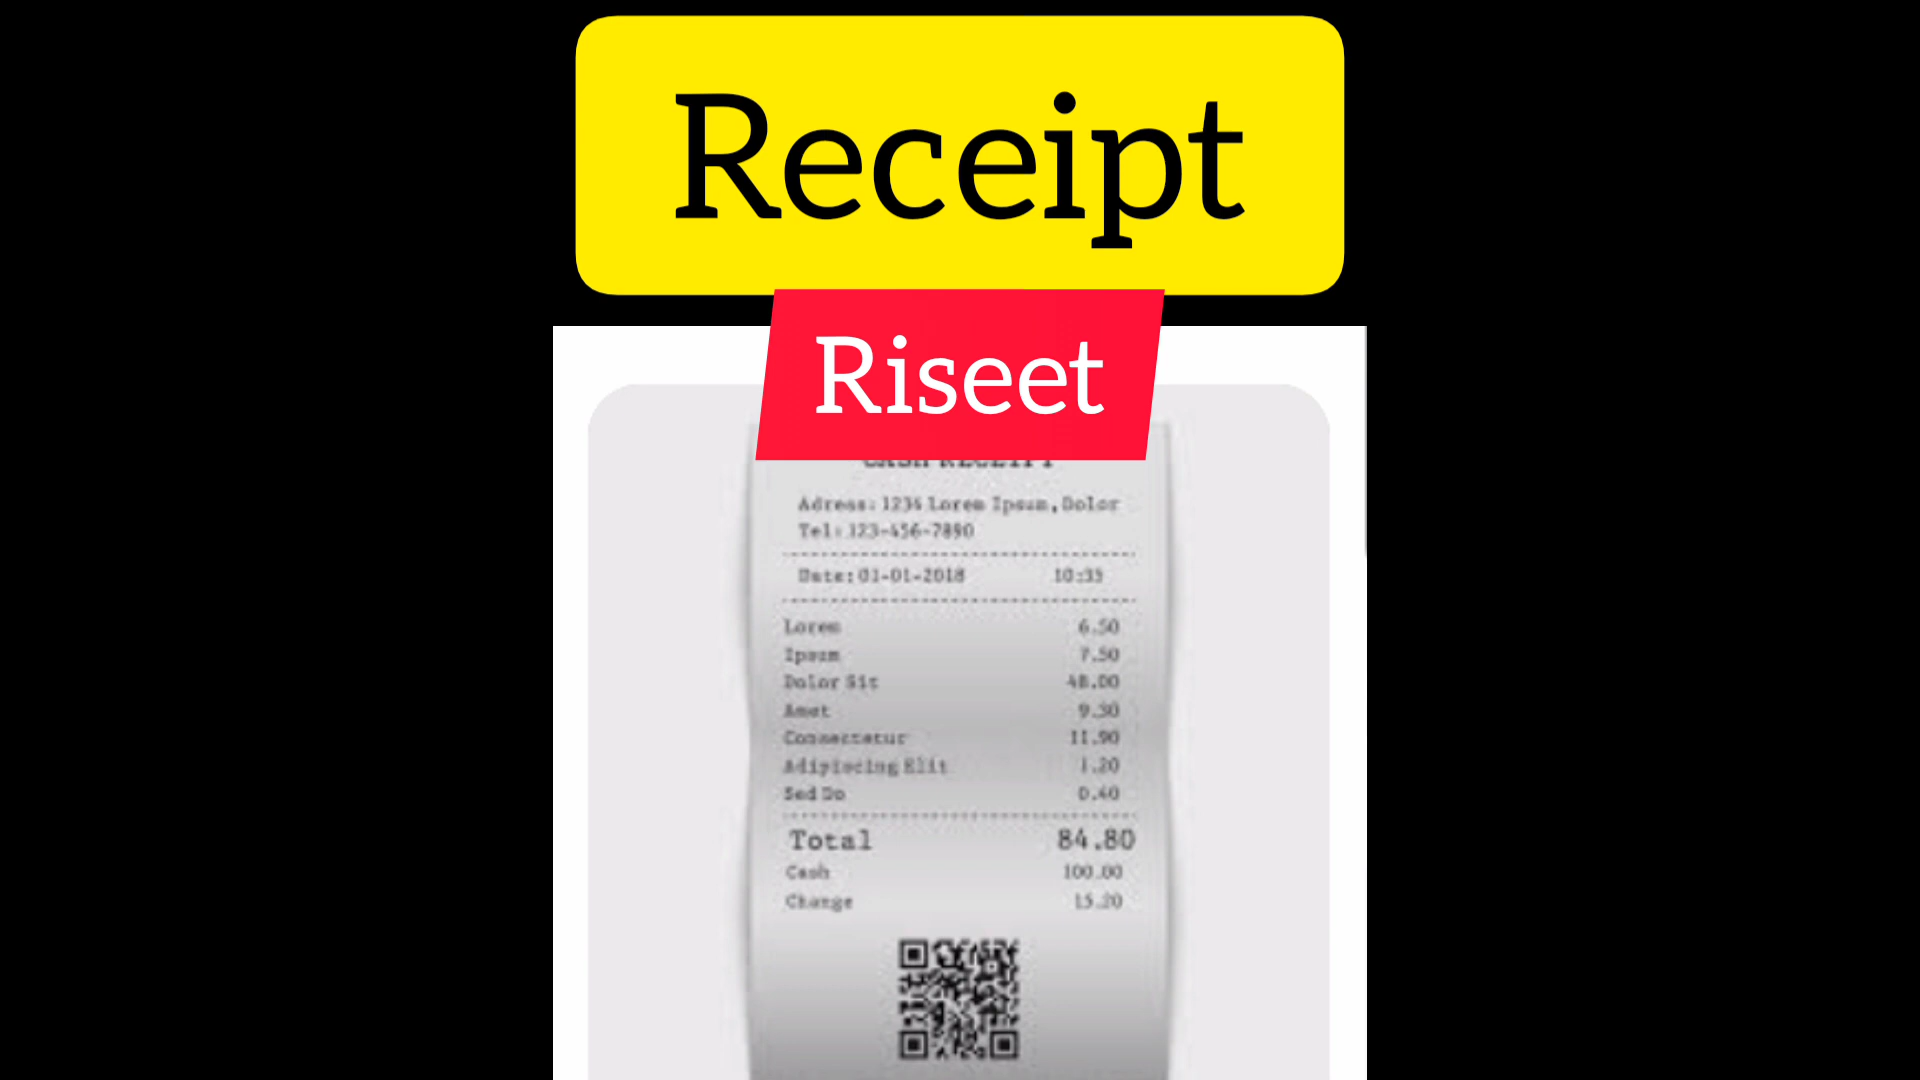 Receipt
Riseet
CASH RECEIPT
Adress: 1234 Lorem Ipsum, Dolor
Tel: 123-456-7890
Date: 01-01-2018 10:35
Lorem 6.50
Ipsum 7.50
Dolor Sit 48.00
Amet 9.30
Consectetur 11.90
Adipiscing Elit 1.20
Sed Do 0.40
Total 84.80
Cash 100.00
Change 15.20